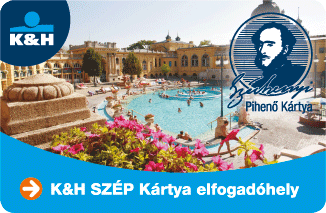 K&H
Széchenyi
Pihenő Kártya
K&H SZÉP Kártya elfogadóhely